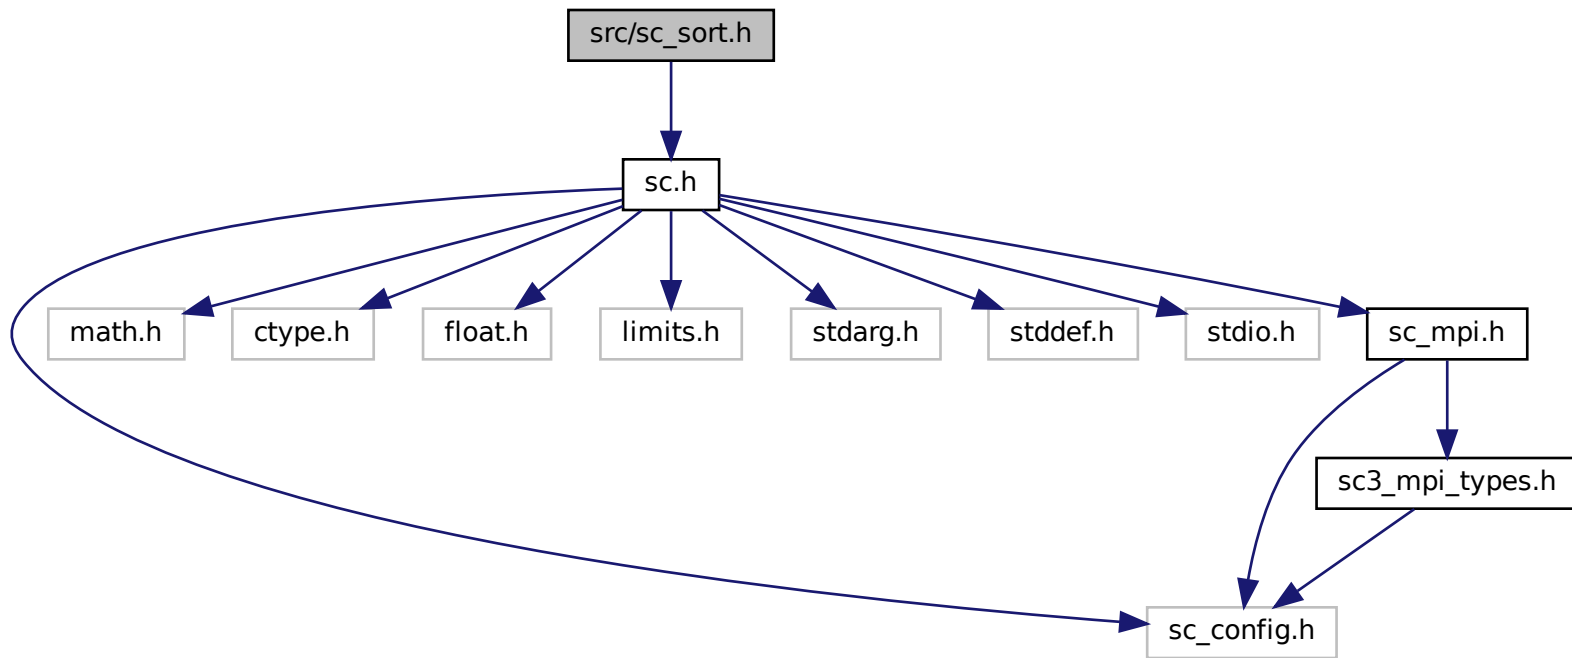 src/sc_sort.h
sc.h
math.h
ctype.h
float.h
limits.h
stdarg.h
stddef.h
stdio.h
sc_mpi.h
sc3_mpi_types.h
sc_config.h